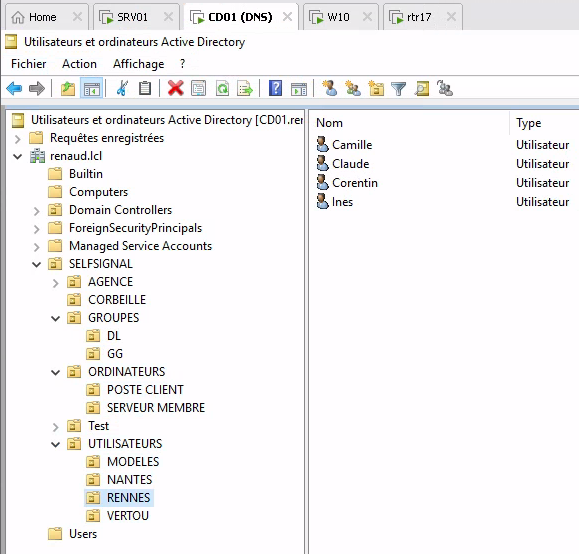 Home SRV01 CD01 (DNS) W10 rtr17
Utilisateurs et ordinateurs Active Directory
Fichier Action Affichage ?
Utilisateurs et ordinateurs Active Directory [CD01.rer
Nom Type
Requêtes enregistrées
Camille Utilisateur
renaud.lcl
Claude Utilisateur
Builtin
Corentin Utilisateur
Computers
Ines Utilisateur
Domain Controllers
ForeignSecurityPrincipals
Managed Service Accounts
SELFSIGNAL
AGENCE
CORBEILLE
GROUPES
DL
GG
ORDINATEURS
POSTE CLIENT
SERVEUR MEMBRE
Test
UTILISATEURS
MODELES
NANTES
RENNES
VERTOU
Users